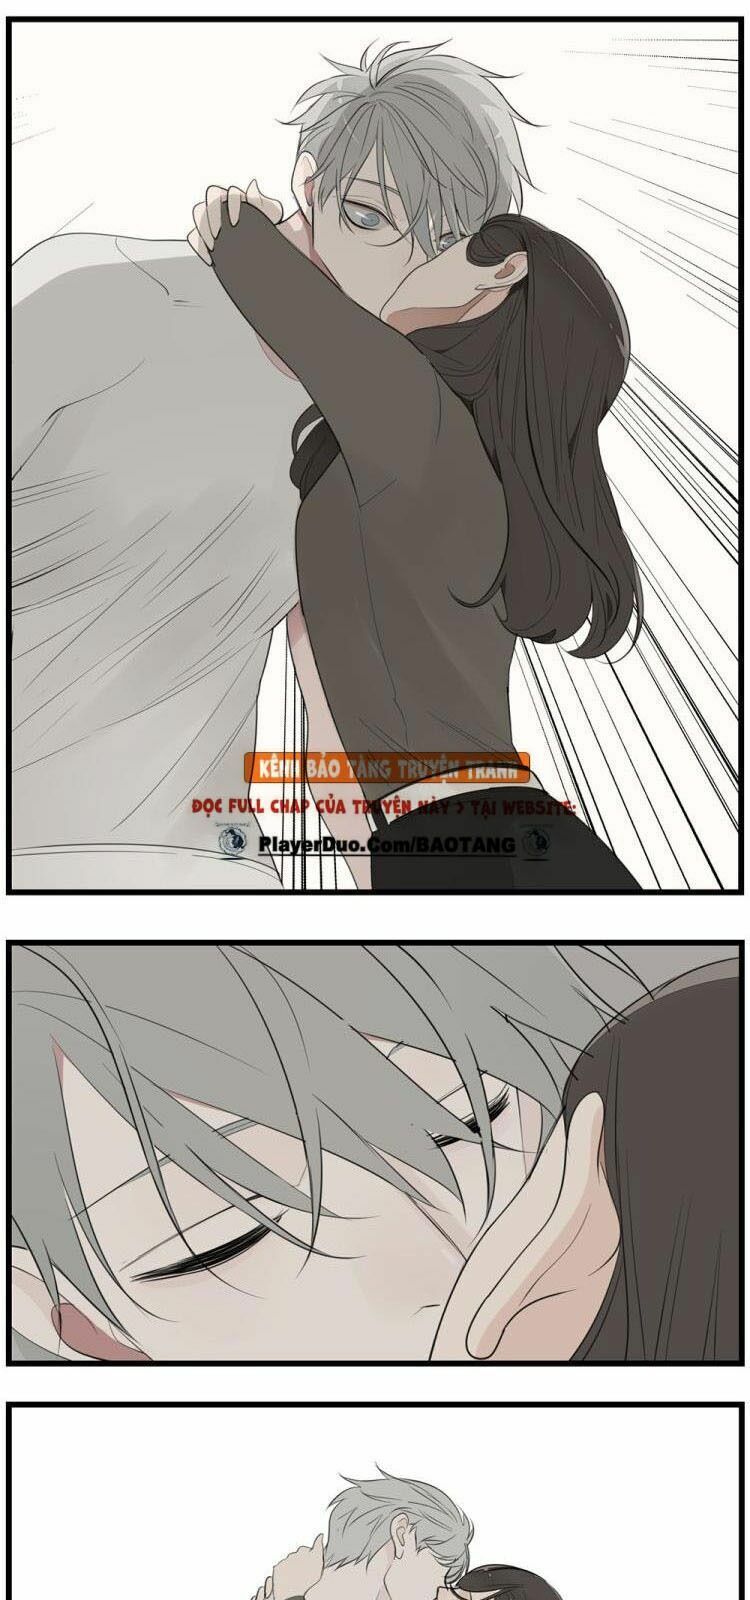 KÊNH BẢO TÀNG TRUYỆN TRANH
ĐỌC FULL CHAP CỦA TRUYỆN NÀY > TẠI WEBSITE:
PlayerDuo.Com/BAOTANG